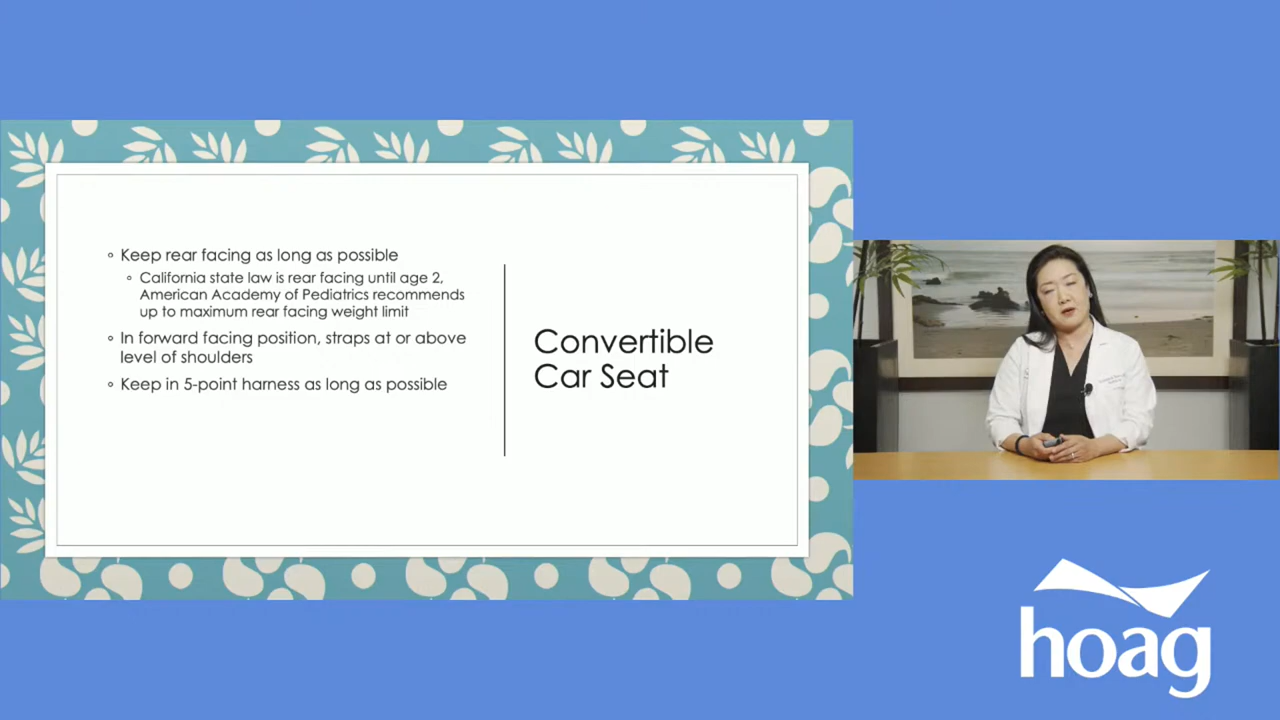 Keep rear facing as long as possible
California state law is rear facing until age 2,
American Academy of Pediatrics recommends
up to maximum rear facing weight limit
In forward facing position, straps at or above
level of shoulders
Keep in 5-point harness as long as possible
Convertible
Car Seat
hoag